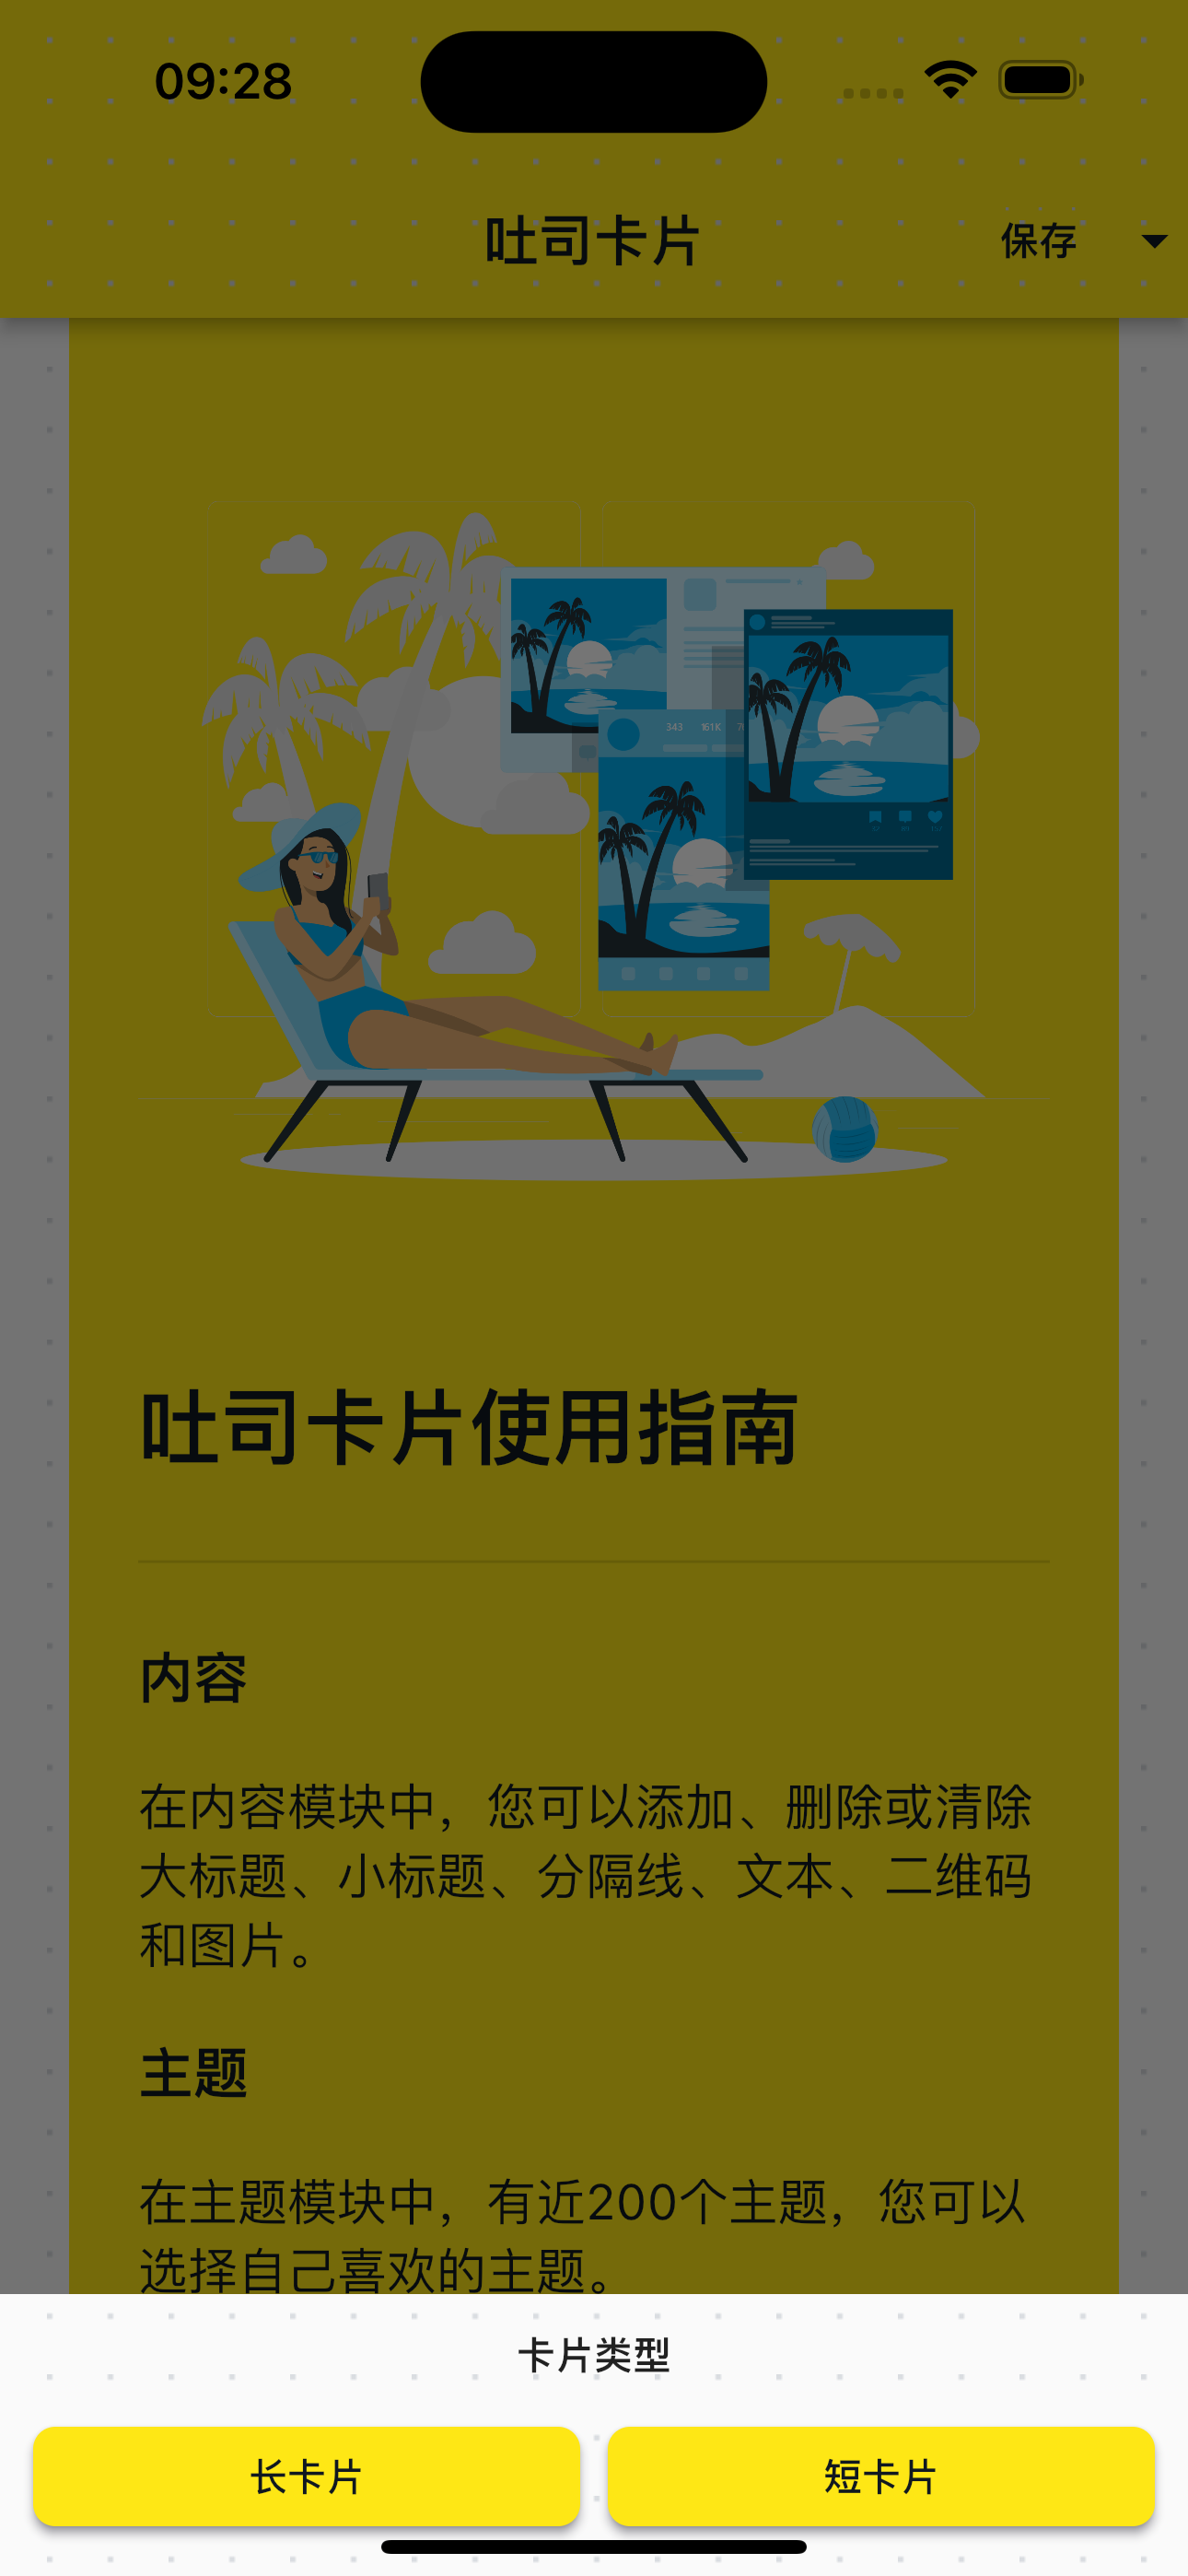 09:28
吐司卡片
保存
343 161K
吐司卡片使用指南
内容
在内容模块中，您可以添加、删除或清除
大标题、小标题、分隔线、文本、二维码
和图片。
主题
在主题模块中，有近200个主题，您可以
选择自己喜欢的主题。
卡片类型
长卡片
短卡片